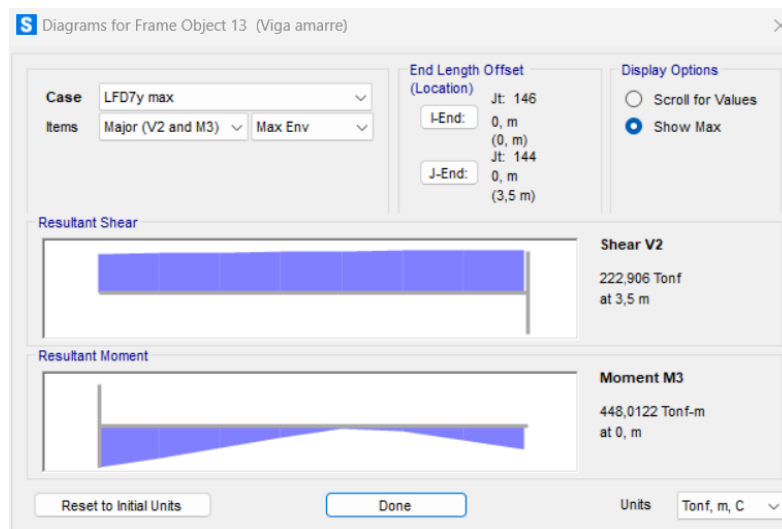 S Diagrams for Frame Object 13 (Viga amarre)
Case LFD7y max
Items Major (V2 and M3) Max Env
End Length Offset
(Location)
I-End: Jt: 146
0, m
(0, m)
J-End: Jt: 144
0, m
(3,5 m)
Display Options
Scroll for Values
Show Max
Resultant Shear
Shear V2
222,906 Tonf
at 3,5 m
Resultant Moment
Moment M3
448,0122 Tonf-m
at 0, m
Reset to Initial Units Done Units Tonf, m, C